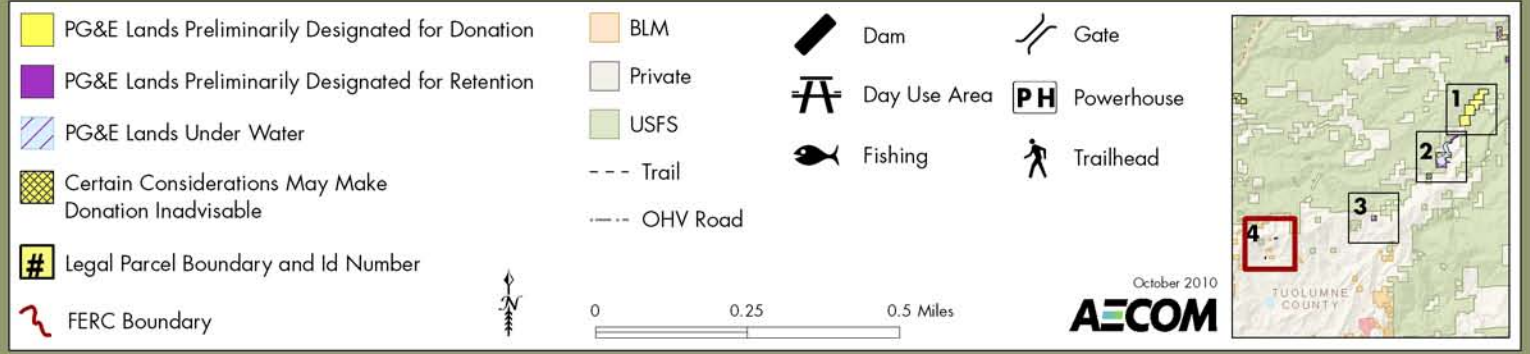 PG&E Lands Preliminarily Designated for Donation
PG&E Lands Preliminarily Designated for Retention
PG&E Lands Under Water
Certain Considerations May Make
Donation Inadvisable
# Legal Parcel Boundary and Id Number
FERC Boundary
N
BLM
Private
USFS
Trail
OHV Road
0 0.25 0.5 Miles
Dam
Day Use Area
Fishing
Gate
PH Powerhouse
Trailhead
October 2010
AECOM
1
2
3
4
TUOLUMNE
COUNTY